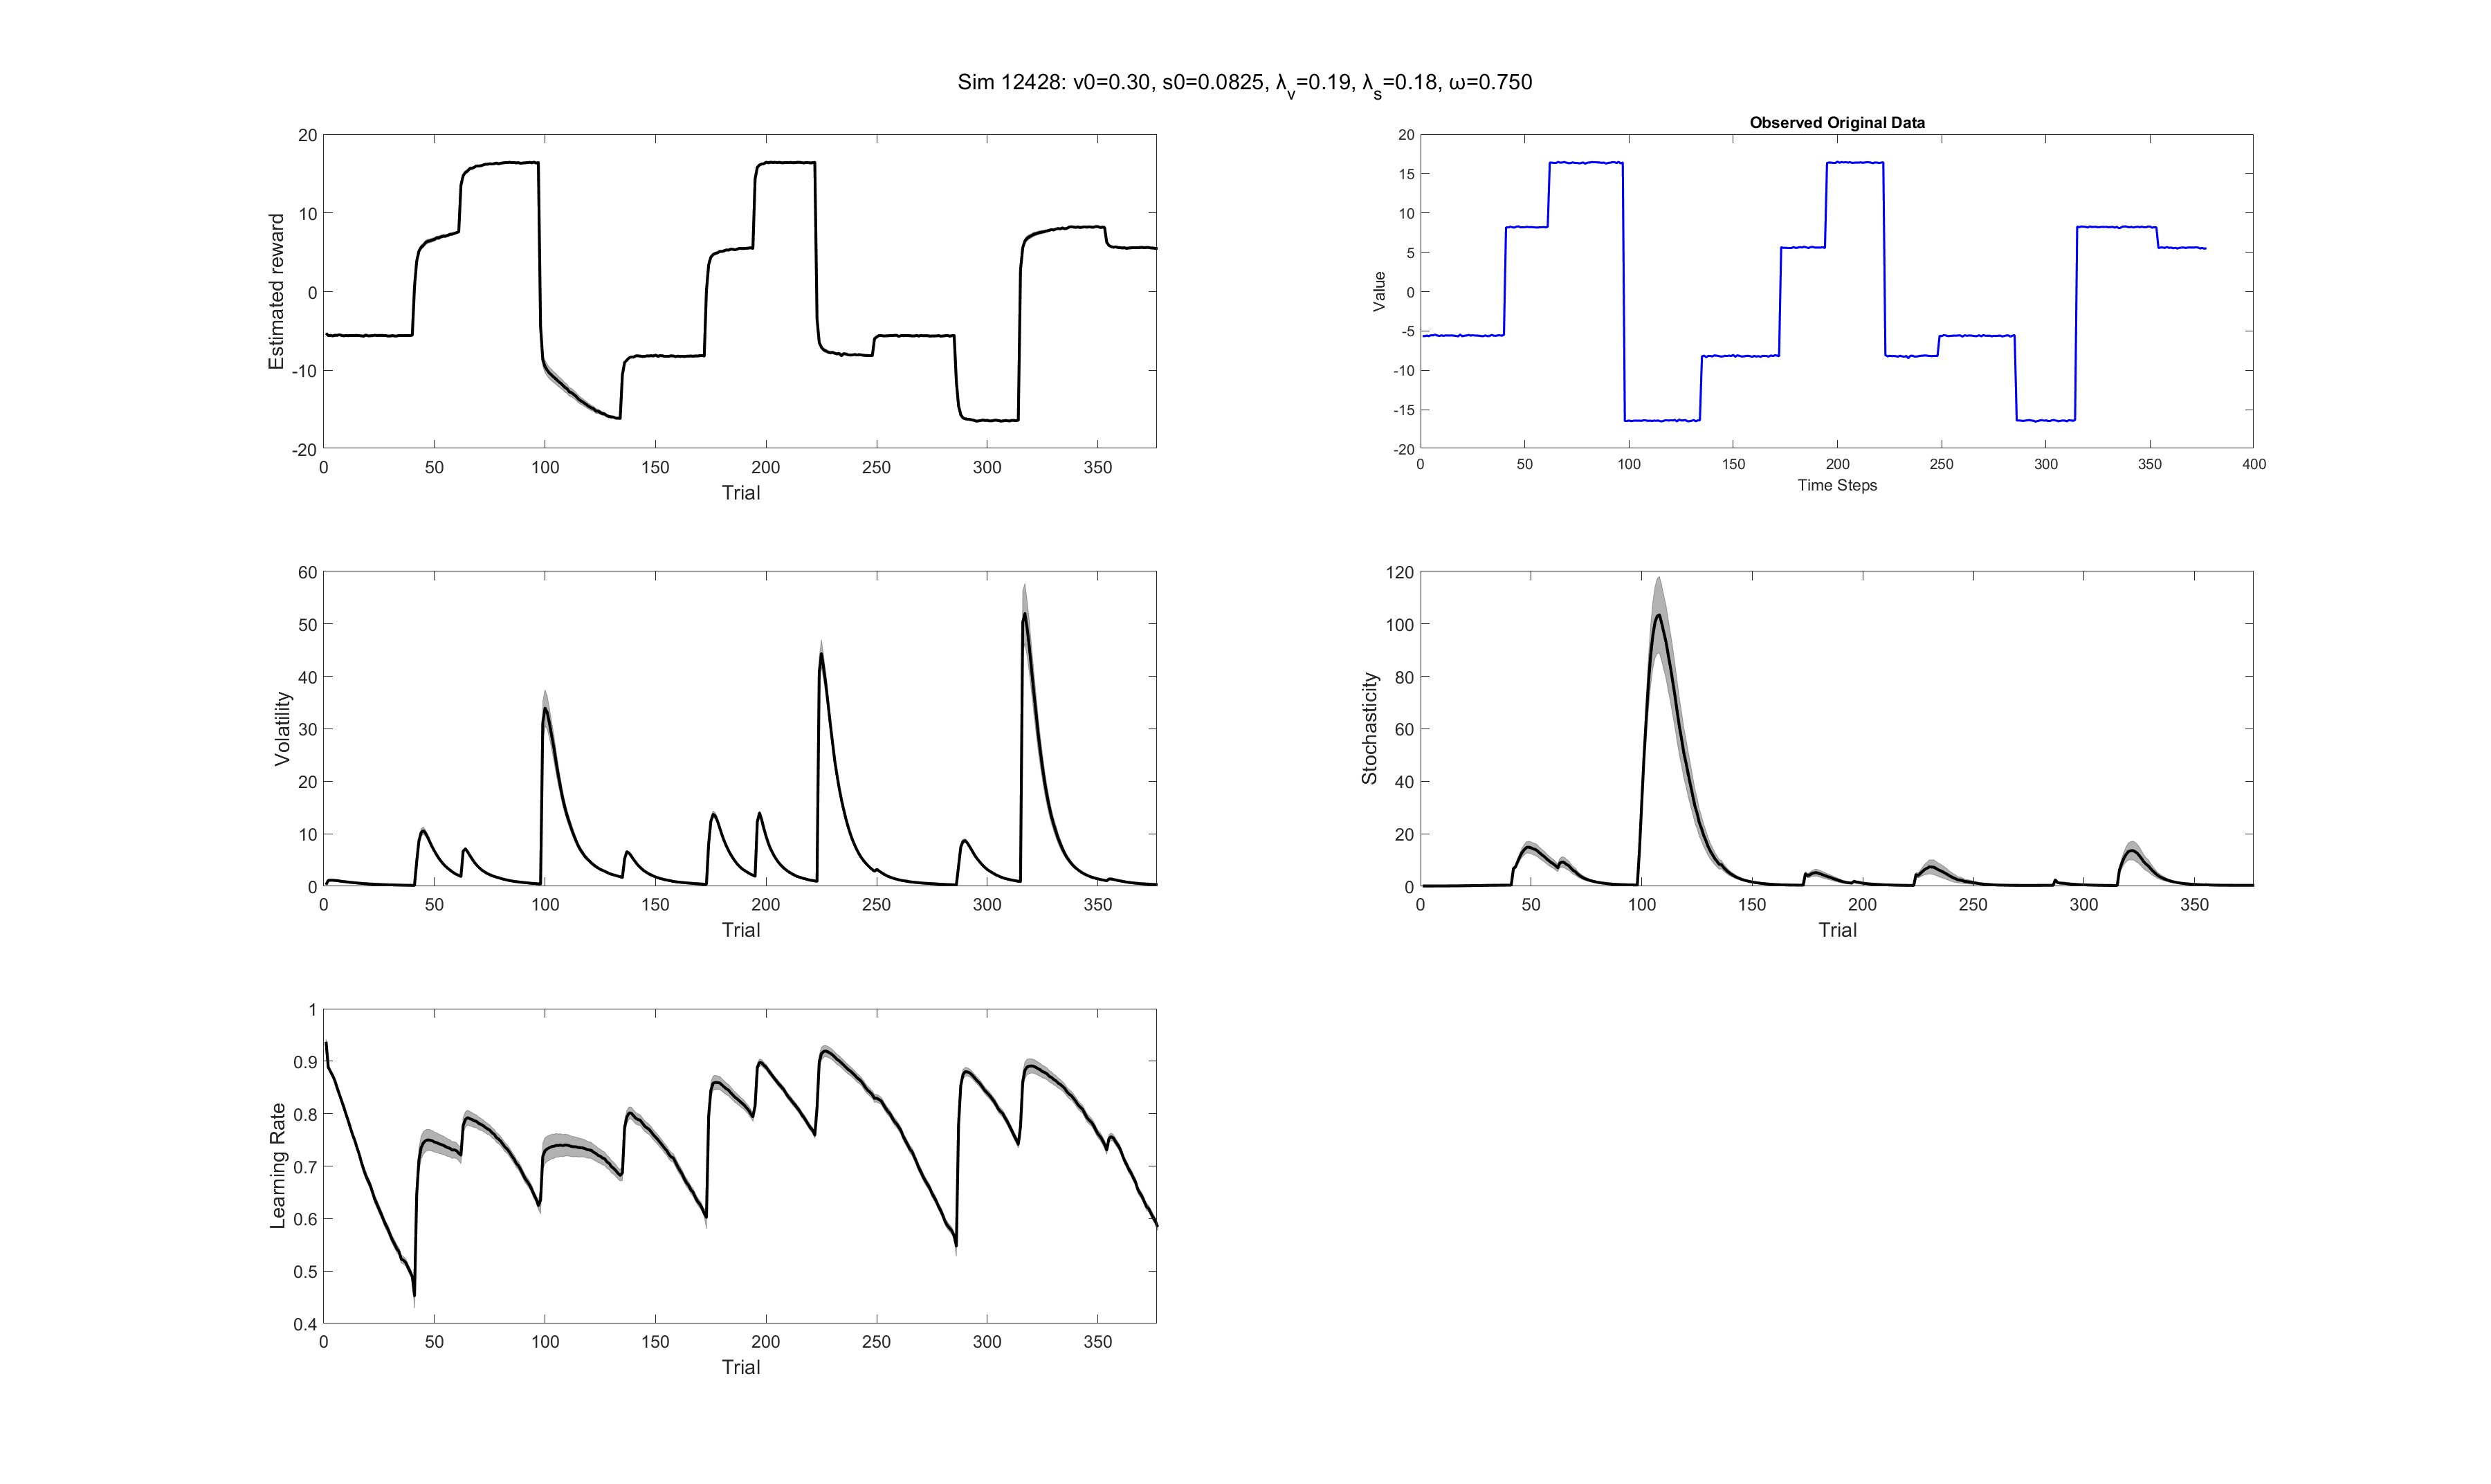 Sim 12428: v0=0.30, s0=0.0825, λv=0.19, λs=0.18, ω=0.750
20
10
0
-10
-20
Estimated reward
0 50 100 150 200 250 300 350
Trial
Observed Original Data
20
15
10
5
0
-5
-10
-15
-20
Value
0 50 100 150 200 250 300 350 400
Time Steps
60
50
40
30
20
10
0
Volatility
0 50 100 150 200 250 300 350
Trial
120
100
80
60
40
20
0
Stochasticity
0 50 100 150 200 250 300 350
Trial
1
0.9
0.8
0.7
0.6
0.5
0.4
Learning Rate
0 50 100 150 200 250 300 350
Trial